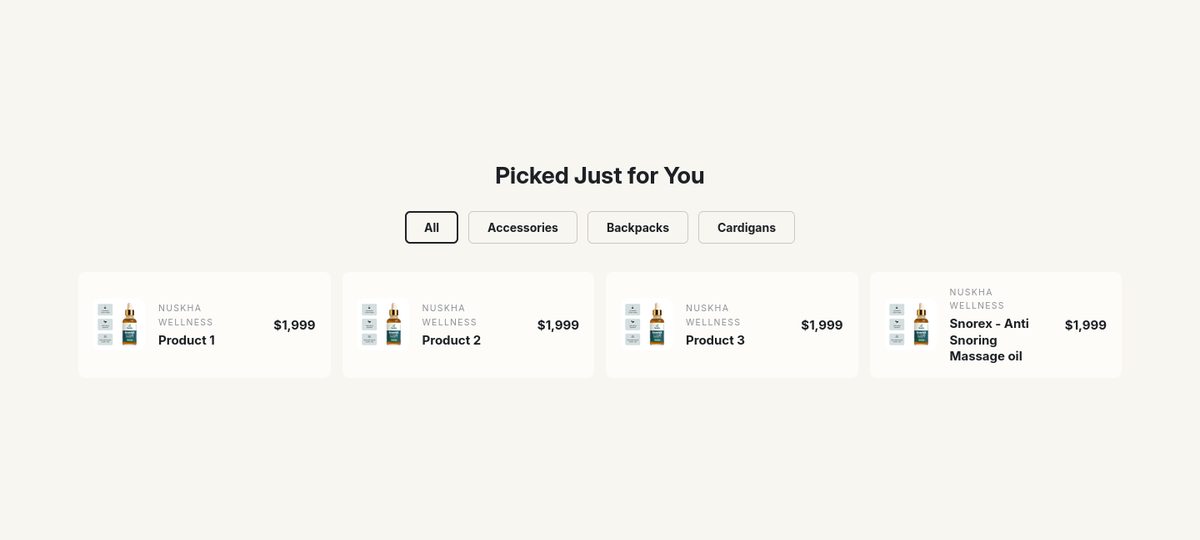 Picked Just for You
All
Accessories
Backpacks
Cardigans
NUSKHA
WELLNESS
Product 1
$1,999
NUSKHA
WELLNESS
Product 2
$1,999
NUSKHA
WELLNESS
Product 3
$1,999
NUSKHA
WELLNESS
Snorex - Anti
Snoring
Massage oil
$1,999